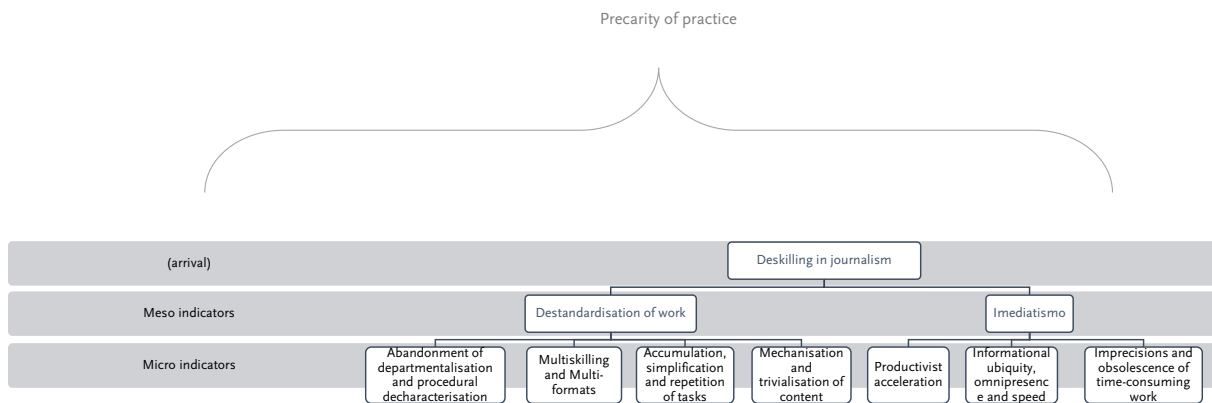 Precarity of practice
(arrival)
Deskilling in journalism
Meso indicators
Destandardisation of work
Imediatismo
Micro indicators
Abandonment of
departmentalisation
and procedural
decharacterisation
Multiskilling
and Multi-
formats
Accumulation,
simplification
and repetition
of tasks
Mechanisation
and
trivialisation of
content
Productivist
acceleration
Informational
ubiquity,
omnipresenc
e and speed
Imprecisions and
obsolescence of
time-consuming
work